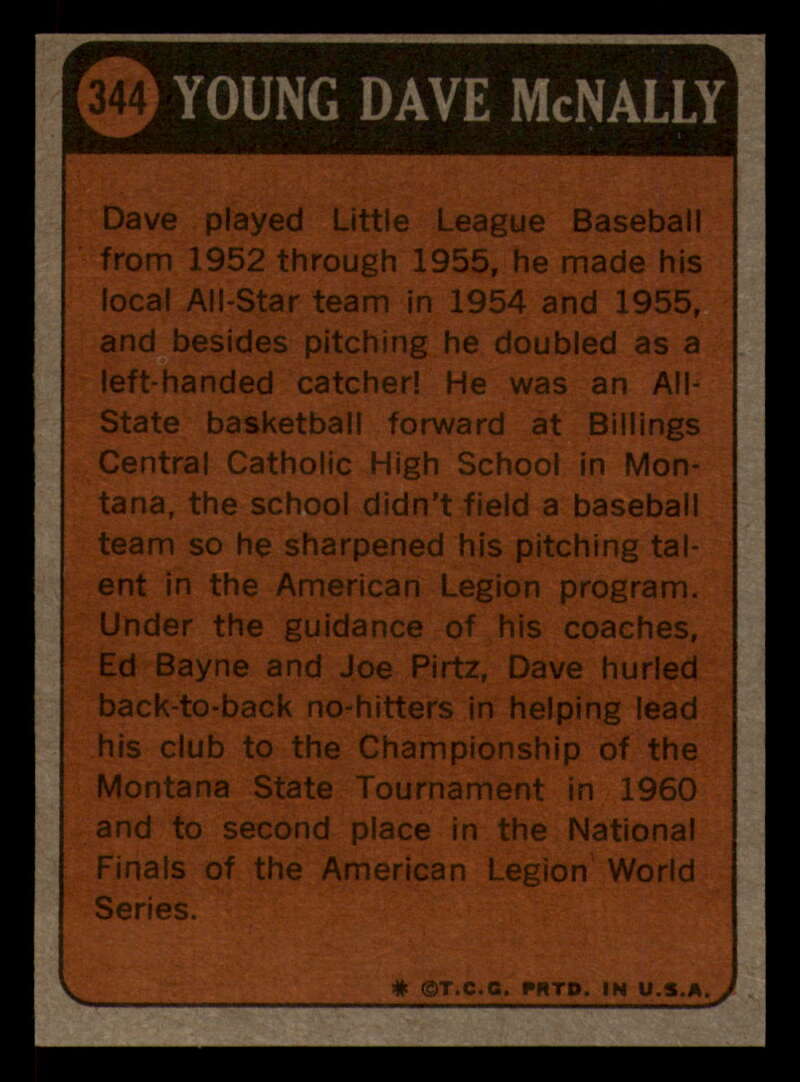 344 YOUNG DAVE McNALLY
Dave played Little League Baseball
from 1952 through 1955, he made his
local All-Star team in 1954 and 1955,
and besides pitching he doubled as a
left-handed catcher! He was an All-
State basketball forward at Billings
Central Catholic High School in Mon-
tana, the school didn't field a baseball
team so he sharpened his pitching tal-
ent in the American Legion program.
Under the guidance of his coaches,
Ed Bayne and Joe Pirtz, Dave hurled
back-to-back no-hitters in helping lead
his club to the Championship of the
Montana State Tournament in 1960
and to second place in the National
Finals of the American Legion World
Series.
* ©T.C.G. PRTD. IN U.S.A.